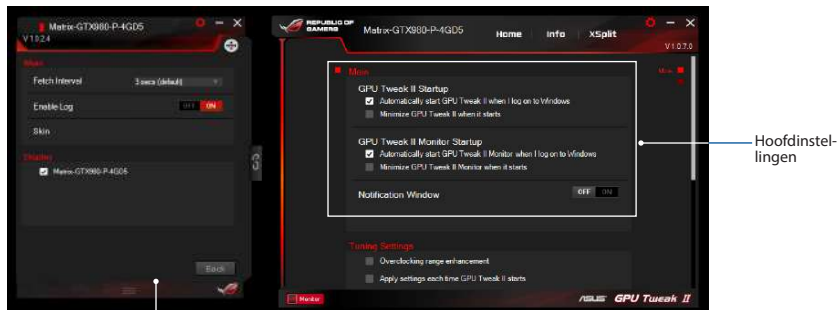 Matrix-GTX980-P-4GD5
V1.0.2.4
Main
Fetch Interval
3 secs (default)
Enable Log
OFF ON
Skin
Display
Matrix-GTX980-P-4GD5
Back
REPUBLIC OF
GAMERS
Matrix-GTX980-P-4GD5
Home
Info
XSplit
V 1.0.7.0
Main
Main
GPU Tweak II Startup
Automatically start GPU Tweak II when I log on to Windows
Minimize GPU Tweak II when it starts
GPU Tweak II Monitor Startup
Automatically start GPU Tweak II Monitor when I log on to Windows
Minimize GPU Tweak II Monitor when it starts
Notification Window
OFF ON
Tuning Settings
Overclocking range enhancement
Apply settings each time GPU Tweak II starts
Monitor
ASUS GPU Tweak II
Hoofdinstel-
lingen